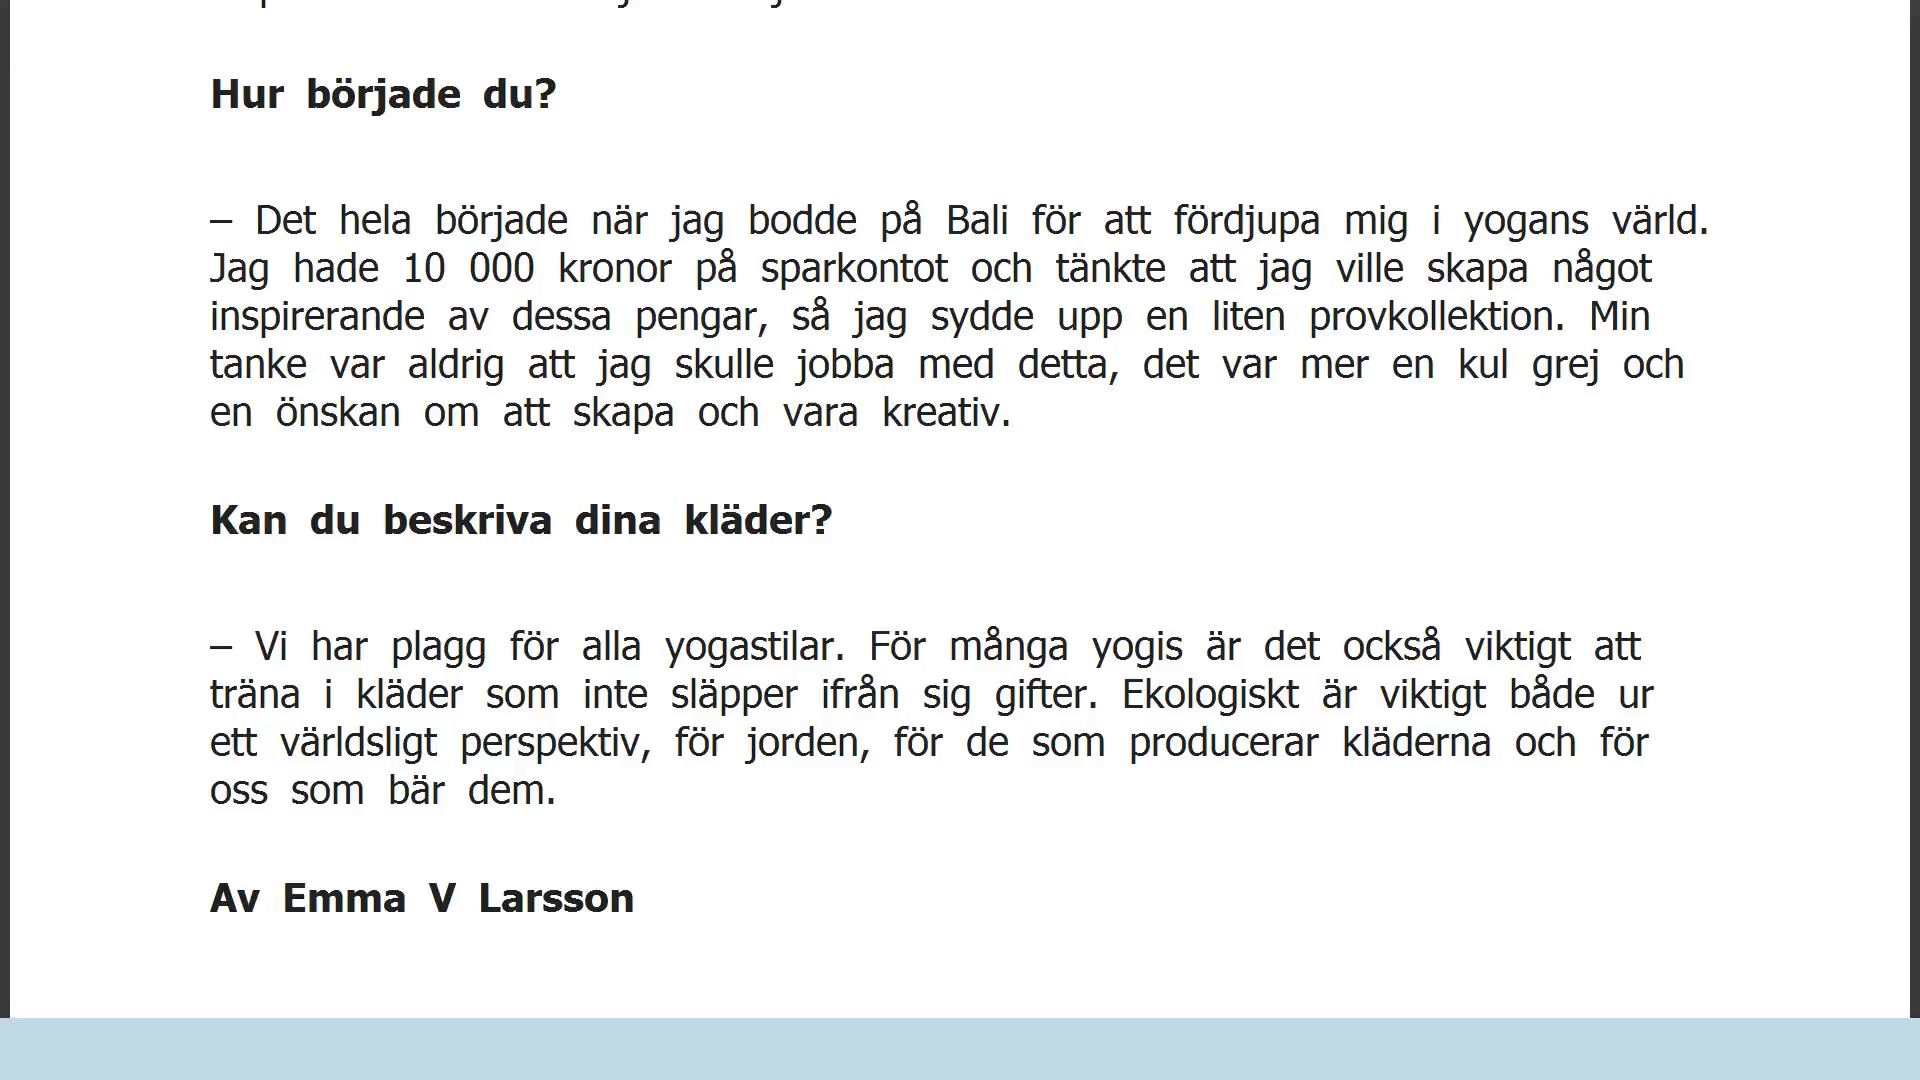 Hur började du?
– Det hela började när jag bodde på Bali för att fördjupa mig i yogans värld.
Jag hade 10 000 kronor på sparkontot och tänkte att jag ville skapa något
inspirerande av dessa pengar, så jag sydde upp en liten provkollektion. Min
tanke var aldrig att jag skulle jobba med detta, det var mer en kul grej och
en önskan om att skapa och vara kreativ.
Kan du beskriva dina kläder?
– Vi har plagg för alla yogastilar. För många yogis är det också viktigt att
träna i kläder som inte släpper ifrån sig gifter. Ekologiskt är viktigt både ur
ett världsligt perspektiv, för jorden, för de som producerar kläderna och för
oss som bär dem.
Av Emma V Larsson